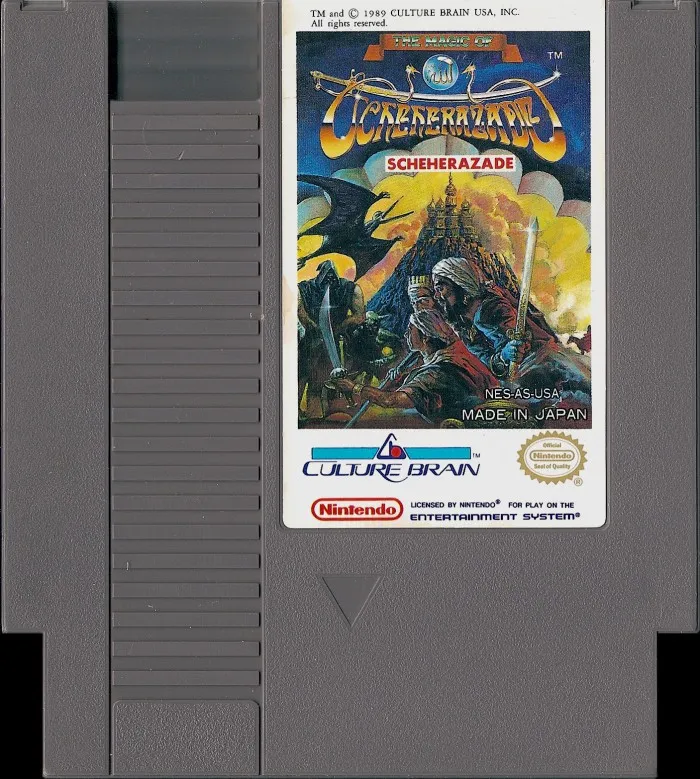 TM and © 1989 CULTURE BRAIN USA, INC.
All rights reserved.
THE MAGIC OF
TM
SCHEHERAZADE
SCHEHERAZADE
NES-AS-USA
MADE IN JAPAN
CULTURE BRAIN TM
Official
Nintendo
Seal of Quality
®
Nintendo
LICENSED BY NINTENDO® FOR PLAY ON THE
ENTERTAINMENT SYSTEM®